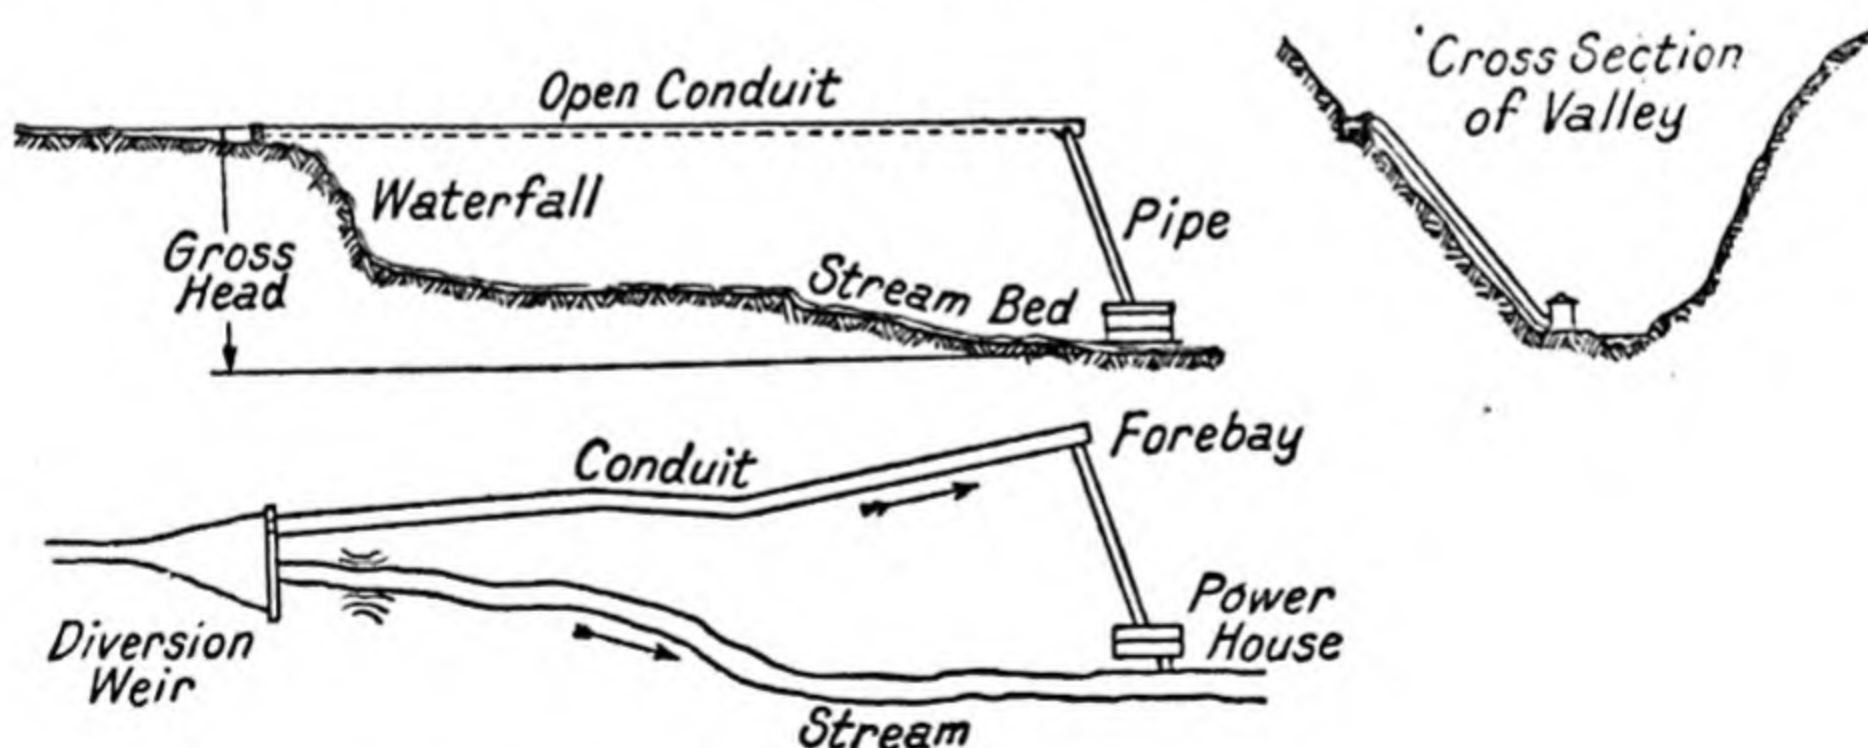 Open Conduit
Cross Section
of Valley
Waterfall
Pipe
Gross
Head
Stream Bed
Conduit
Forebay
Diversion
Weir
Power
House
Stream